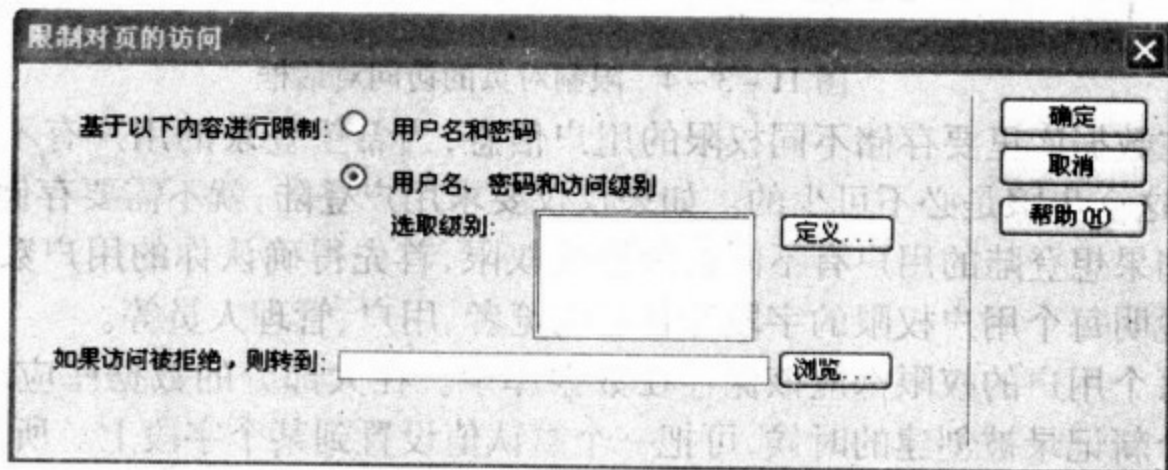 限制对页的访问
基于以下内容进行限制: 用户名和密码
用户名、密码和访问级别
选取级别:
定义...
如果访问被拒绝，则转到:
浏览...
确定
取消
帮助(H)